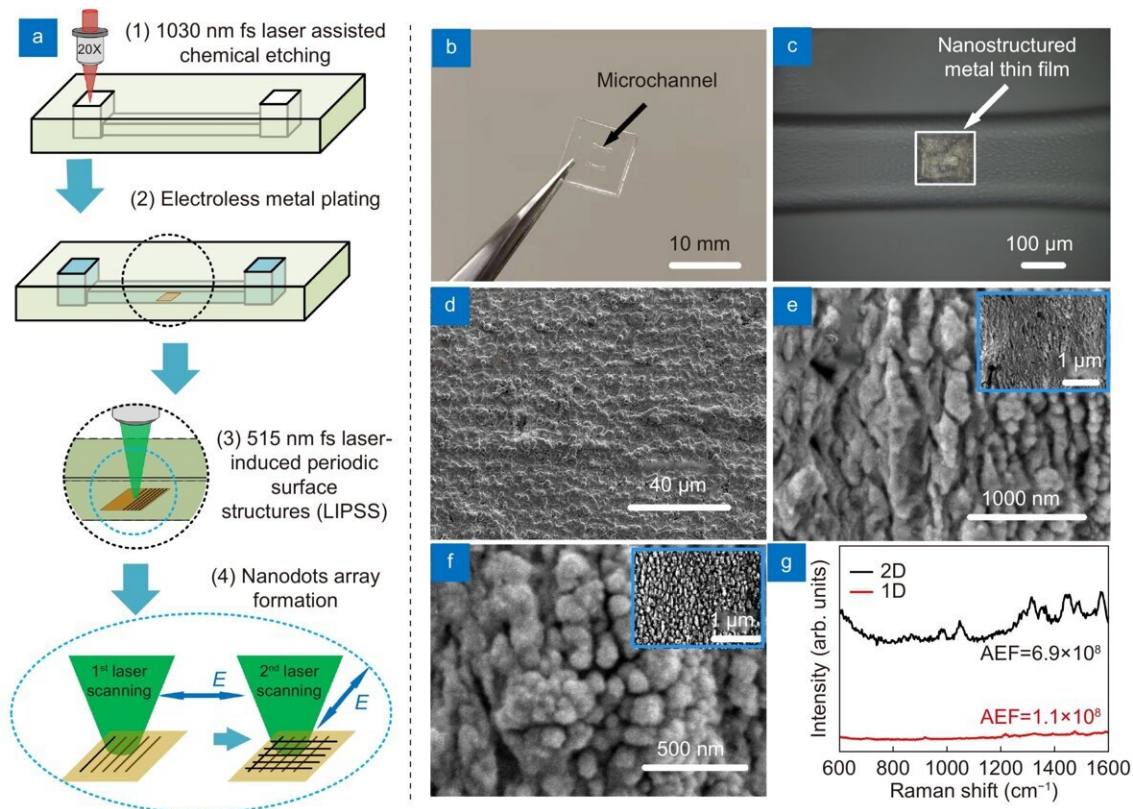 a
(1) 1030 nm fs laser assisted
chemical etching
20X
(2) Electroless metal plating
(3) 515 nm fs laser-
induced periodic
surface
structures (LIPSS)
(4) Nanodots array
formation
1st laser
scanning
E
2nd laser
scanning
E
b
Microchannel
10 mm
c
Nanostructured
metal thin film
100 μm
d
40 μm
e
1 μm
1000 nm
f
1 μm
500 nm
g
2D
1D
AEF=6.9×10⁸
AEF=1.1×10⁸
Intensity (arb. units)
600 800 1000 1200 1400 1600
Raman shift (cm⁻¹)